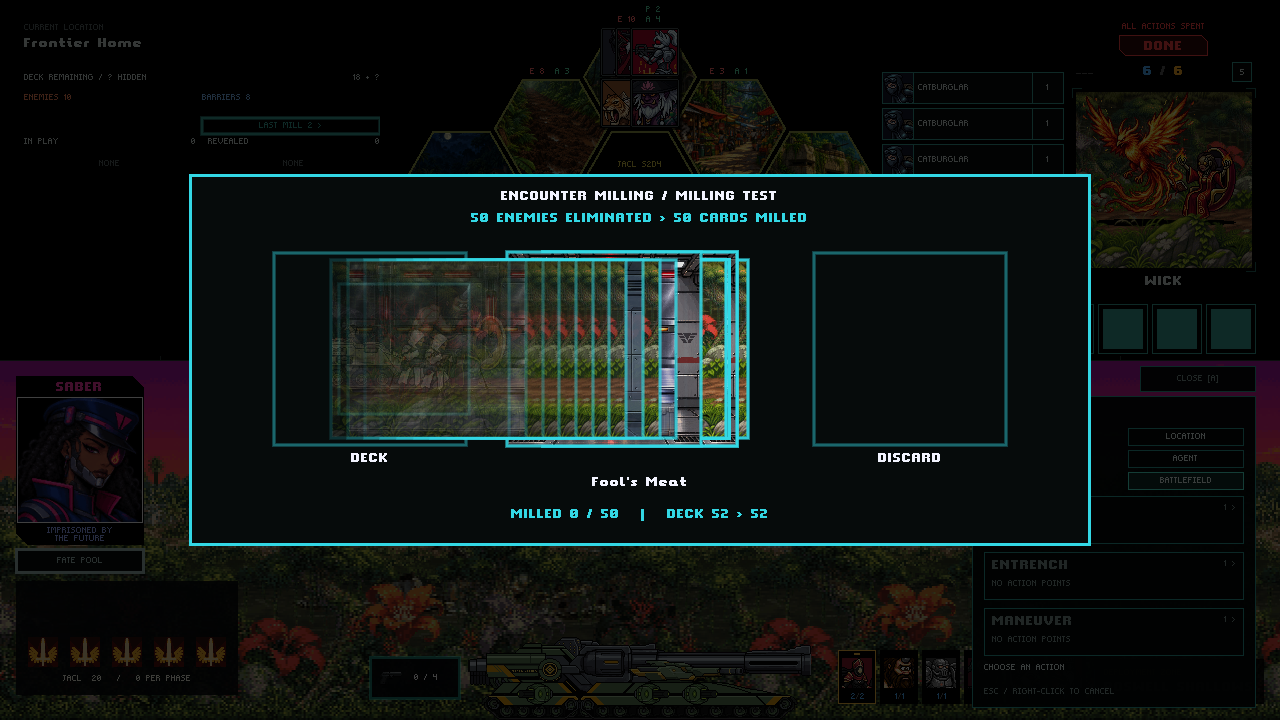 CURRENT LOCATION
Frontier Home
DECK REMAINING / ? HIDDEN
18 + ?
ENEMIES 10
BARRIERS 8
LAST MILL 2 >
IN PLAY
0
REVEALED
0
NONE
NONE
P 2
E 10 A 4
E 8 A 3
E 3 A 1
JACL S2D4
CATBURGLAR
1
CATBURGLAR
1
CATBURGLAR
1
ALL ACTIONS SPENT
DONE
6 / 6
5
WICK
ENCOUNTER MILLING / MILLING TEST
50 ENEMIES ELIMINATED > 50 CARDS MILLED
DECK
DISCARD
Fool's Meat
MILLED 0 / 50 | DECK 52 > 52
SABER
IMPRISONED BY
THE FUTURE
FATE POOL
JACL 20 / 0 PER PHASE
0 / 4
2/2
1/1
1/1
CLOSE [A]
LOCATION
AGENT
BATTLEFIELD
1 >
ENTRENCH
1 >
NO ACTION POINTS
MANEUVER
1 >
NO ACTION POINTS
CHOOSE AN ACTION
ESC / RIGHT-CLICK TO CANCEL